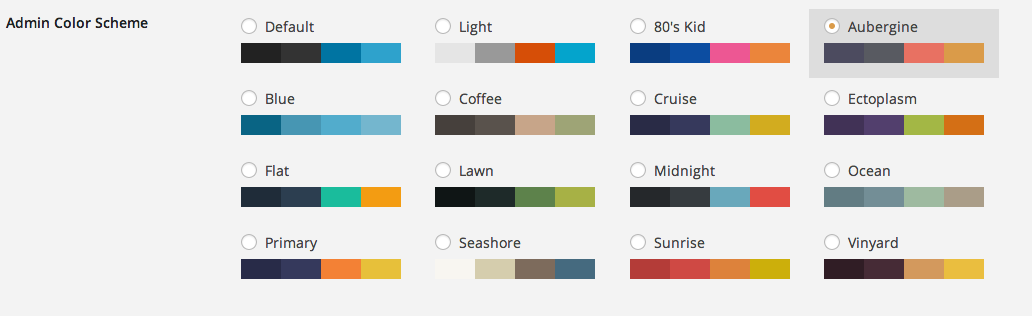 Admin Color Scheme
Default Light 80's Kid Aubergine
Blue Coffee Cruise Ectoplasm
Flat Lawn Midnight Ocean
Primary Seashore Sunrise Vinyard